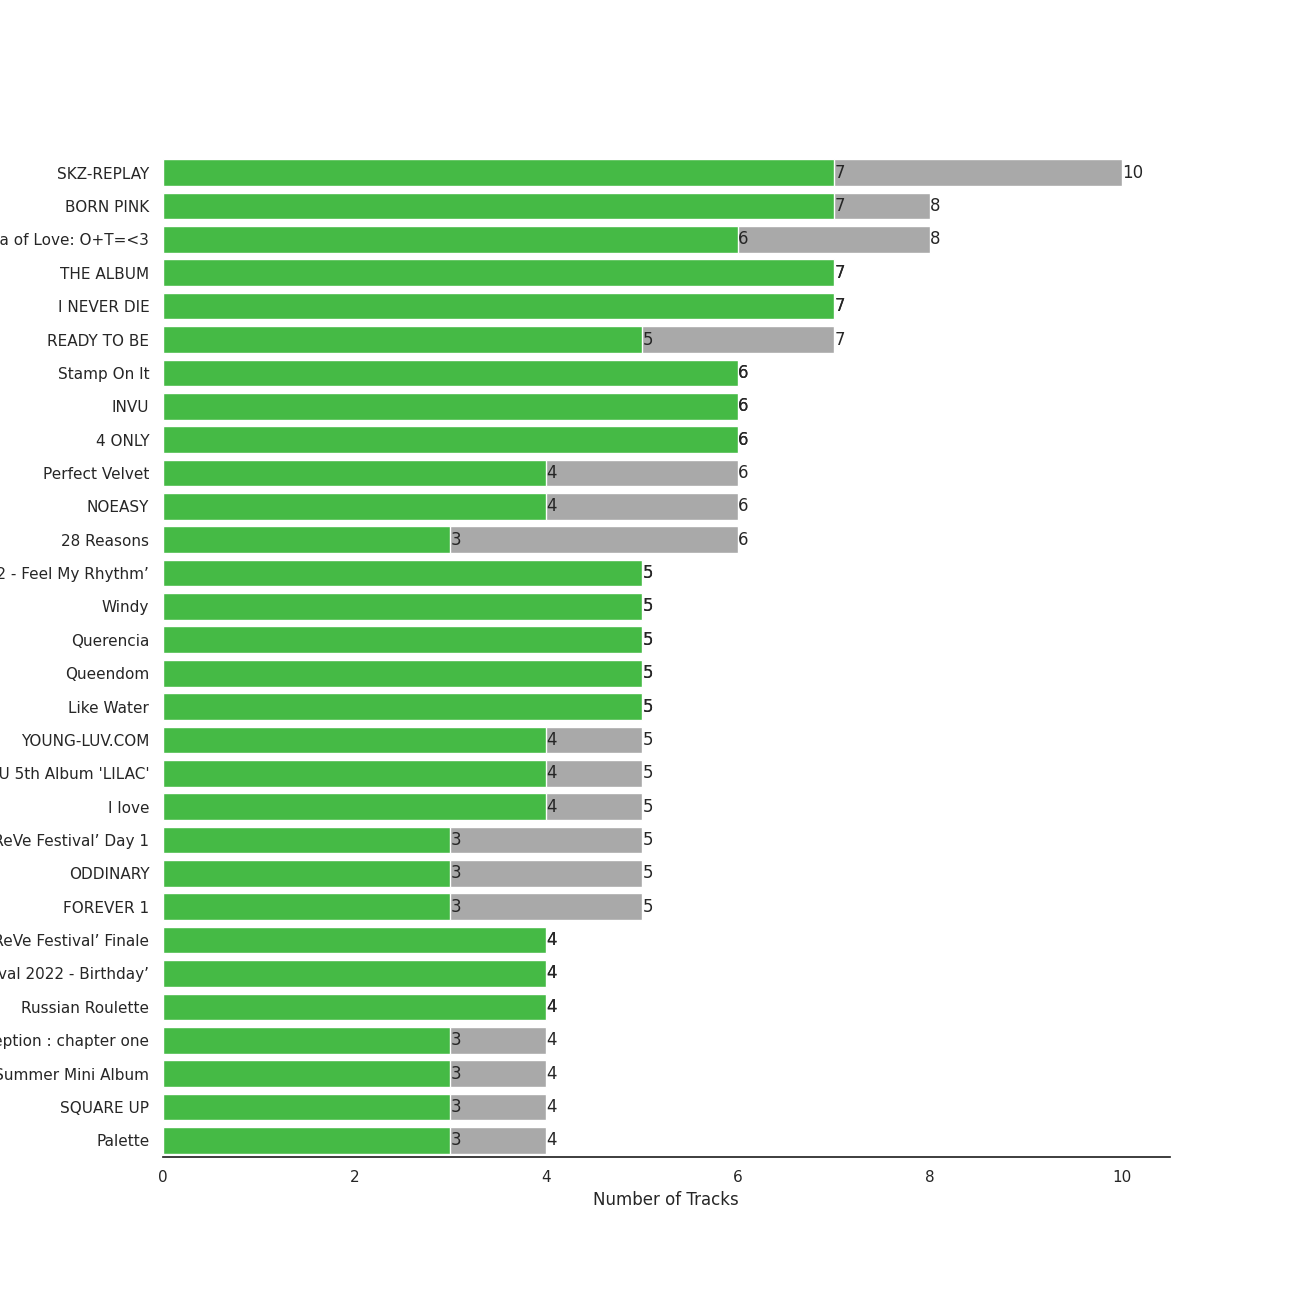 SKZ-REPLAY 7 10
BORN PINK 7 8
a of Love: O+T=<3 6 8
THE ALBUM 7
I NEVER DIE 7
READY TO BE 5 7
Stamp On It 6
INVU 6
4 ONLY 6
Perfect Velvet 4 6
NOEASY 4 6
28 Reasons 3 6
2 - Feel My Rhythm’ 5
Windy 5
Querencia 5
Queendom 5
Like Water 5
YOUNG-LUV.COM 4 5
U 5th Album 'LILAC' 4 5
I love 4 5
ReVe Festival’ Day 1 3 5
ODDINARY 3 5
FOREVER 1 3 5
ReVe Festival’ Finale 4
val 2022 - Birthday’ 4
Russian Roulette 4
eption : chapter one 3 4
Summer Mini Album 3 4
SQUARE UP 3 4
Palette 3 4
0 2 4 6 8 10
Number of Tracks